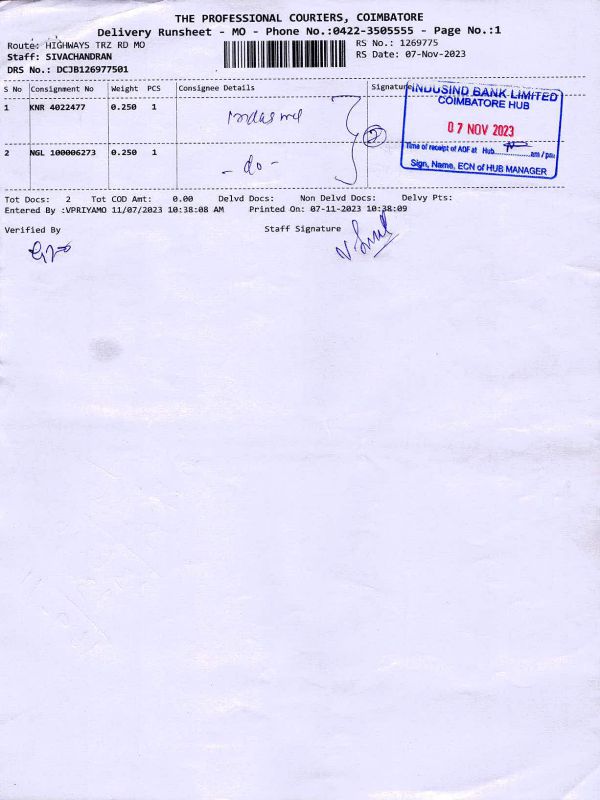 THE PROFESSIONAL COURIERS, COIMBATORE
Delivery Runsheet - MO - Phone No.:0422-3505555 - Page No.:1
Route: HIGHWAYS TRZ RD MO RS No.: 1269775
Staff: SIVACHANDRAN RS Date: 07-Nov-2023
DRS No.: DCJB126977501
S No Consignment No Weight PCS Consignee Details Signature
INDUSIND BANK LIMITED
COIMBATORE HUB
1 KNR 4022477 0.250 1
07 NOV 2023
2
Time of receipt of AOF at Hub..............am / pm
2 NGL 100006273 0.250 1
- do -
Sign, Name, ECN of HUB MANAGER
Tot Docs: 2 Tot COD Amt: 0.00 Delvd Docs: Non Delvd Docs: Delvy Pts:
Entered By :VPRIYAMO 11/07/2023 10:38:08 AM Printed On: 07-11-2023 10:38:09
Verified By Staff Signature